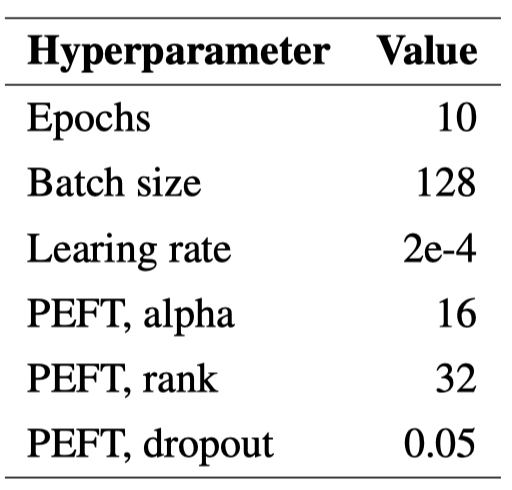 Hyperparameter Value
Epochs 10
Batch size 128
Learing rate 2e-4
PEFT, alpha 16
PEFT, rank 32
PEFT, dropout 0.05